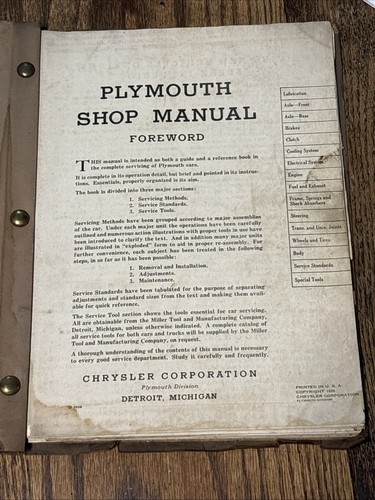 PLYMOUTH
SHOP MANUAL
FOREWORD
THIS manual is intended as both a guide and a reference book in
the complete servicing of Plymouth cars.
It is complete in its operation detail, but brief and pointed in its instruc-
tions. Essentials, properly organized is its aim.
The book is divided into three major sections:
1. Servicing Methods.
2. Service Standards.
3. Service Tools.
Servicing Methods have been grouped according to major assemblies
of the car. Under each major unit the operations have been carefully
outlined and numerous action illustrations with proper tools in use have
been introduced to clarify the text. And in addition many major units
are illustrated in "exploded" form to aid in proper re-assembly. For
further convenience, each subject has been treated in the following
steps, in so far as it has been possible:
1. Removal and Installation.
2. Adjustments.
3. Maintenance.
Service Standards have been tabulated for the purpose of separating
adjustments and standard sizes from the text and making them avail-
able for quick reference.
The Service Tool section shows the tools essential for car servicing.
All are obtainable from the Miller Tool and Manufacturing Company,
Detroit, Michigan, unless otherwise indicated. A complete catalog of
all service tools for both cars and trucks will be supplied by the Miller
Tool and Manufacturing Company, on request.
A thorough understanding of the contents of this manual is necessary
to every good service department. Study it carefully and frequently.
CHRYSLER CORPORATION
Plymouth Division
DETROIT, MICHIGAN
Lubrication
Axle—Front
Axle—Rear
Brakes
Clutch
Cooling System
Electrical System
Engine
Fuel and Exhaust
Frame, Springs and
Shock Absorbers
Steering
Trans. and Univ. Joints
Wheels and Tires
Body
Service Standards
Special Tools
PRINTED IN U. S. A.
COPYRIGHT
CHRYSLER CORPORATION
PLYMOUTH DIVISION